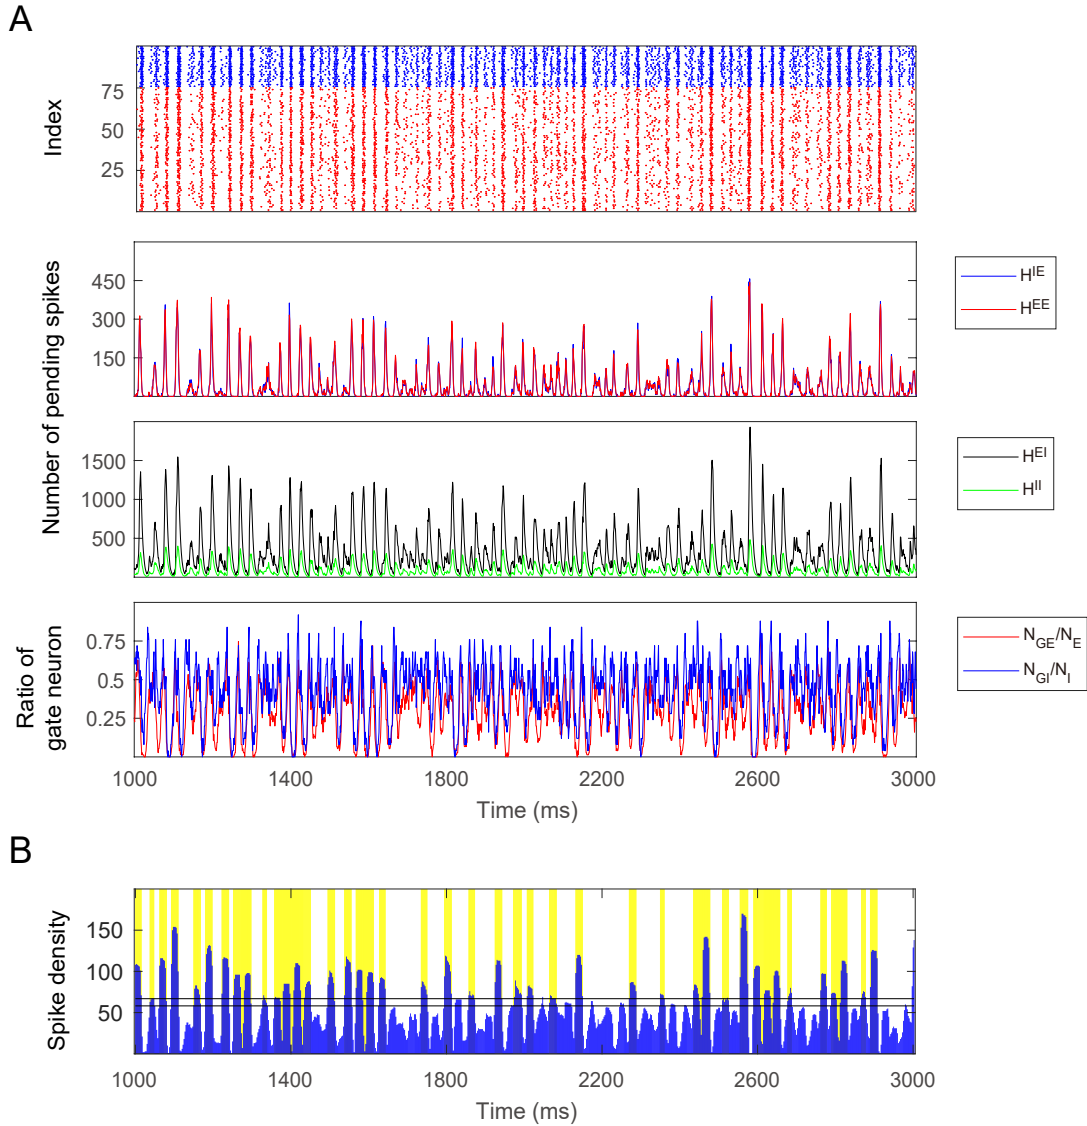 A
Index
75
50
25
Number of pending spikes
450
300
150
H^IE
H^EE
1500
1000
500
H^EI
H^II
Ratio of
gate neuron
0.75
0.5
0.25
N_GE/N_E
N_GI/N_I
1000 1400 1800 2200 2600 3000
Time (ms)
B
Spike density
150
100
50
1000 1400 1800 2200 2600 3000
Time (ms)